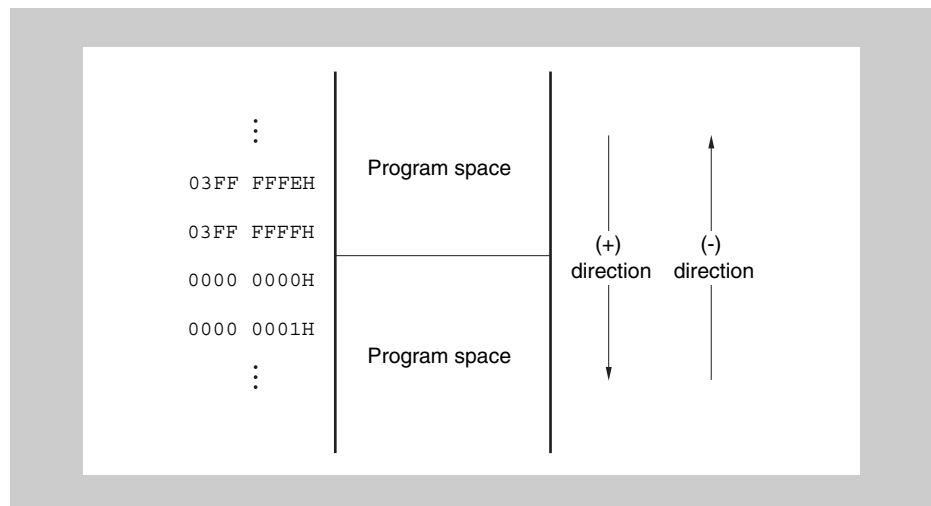 ⋮
03FF FFFEH
03FF FFFFH
0000 0000H
0000 0001H
⋮
Program space
Program space
(+)
direction
(-)
direction